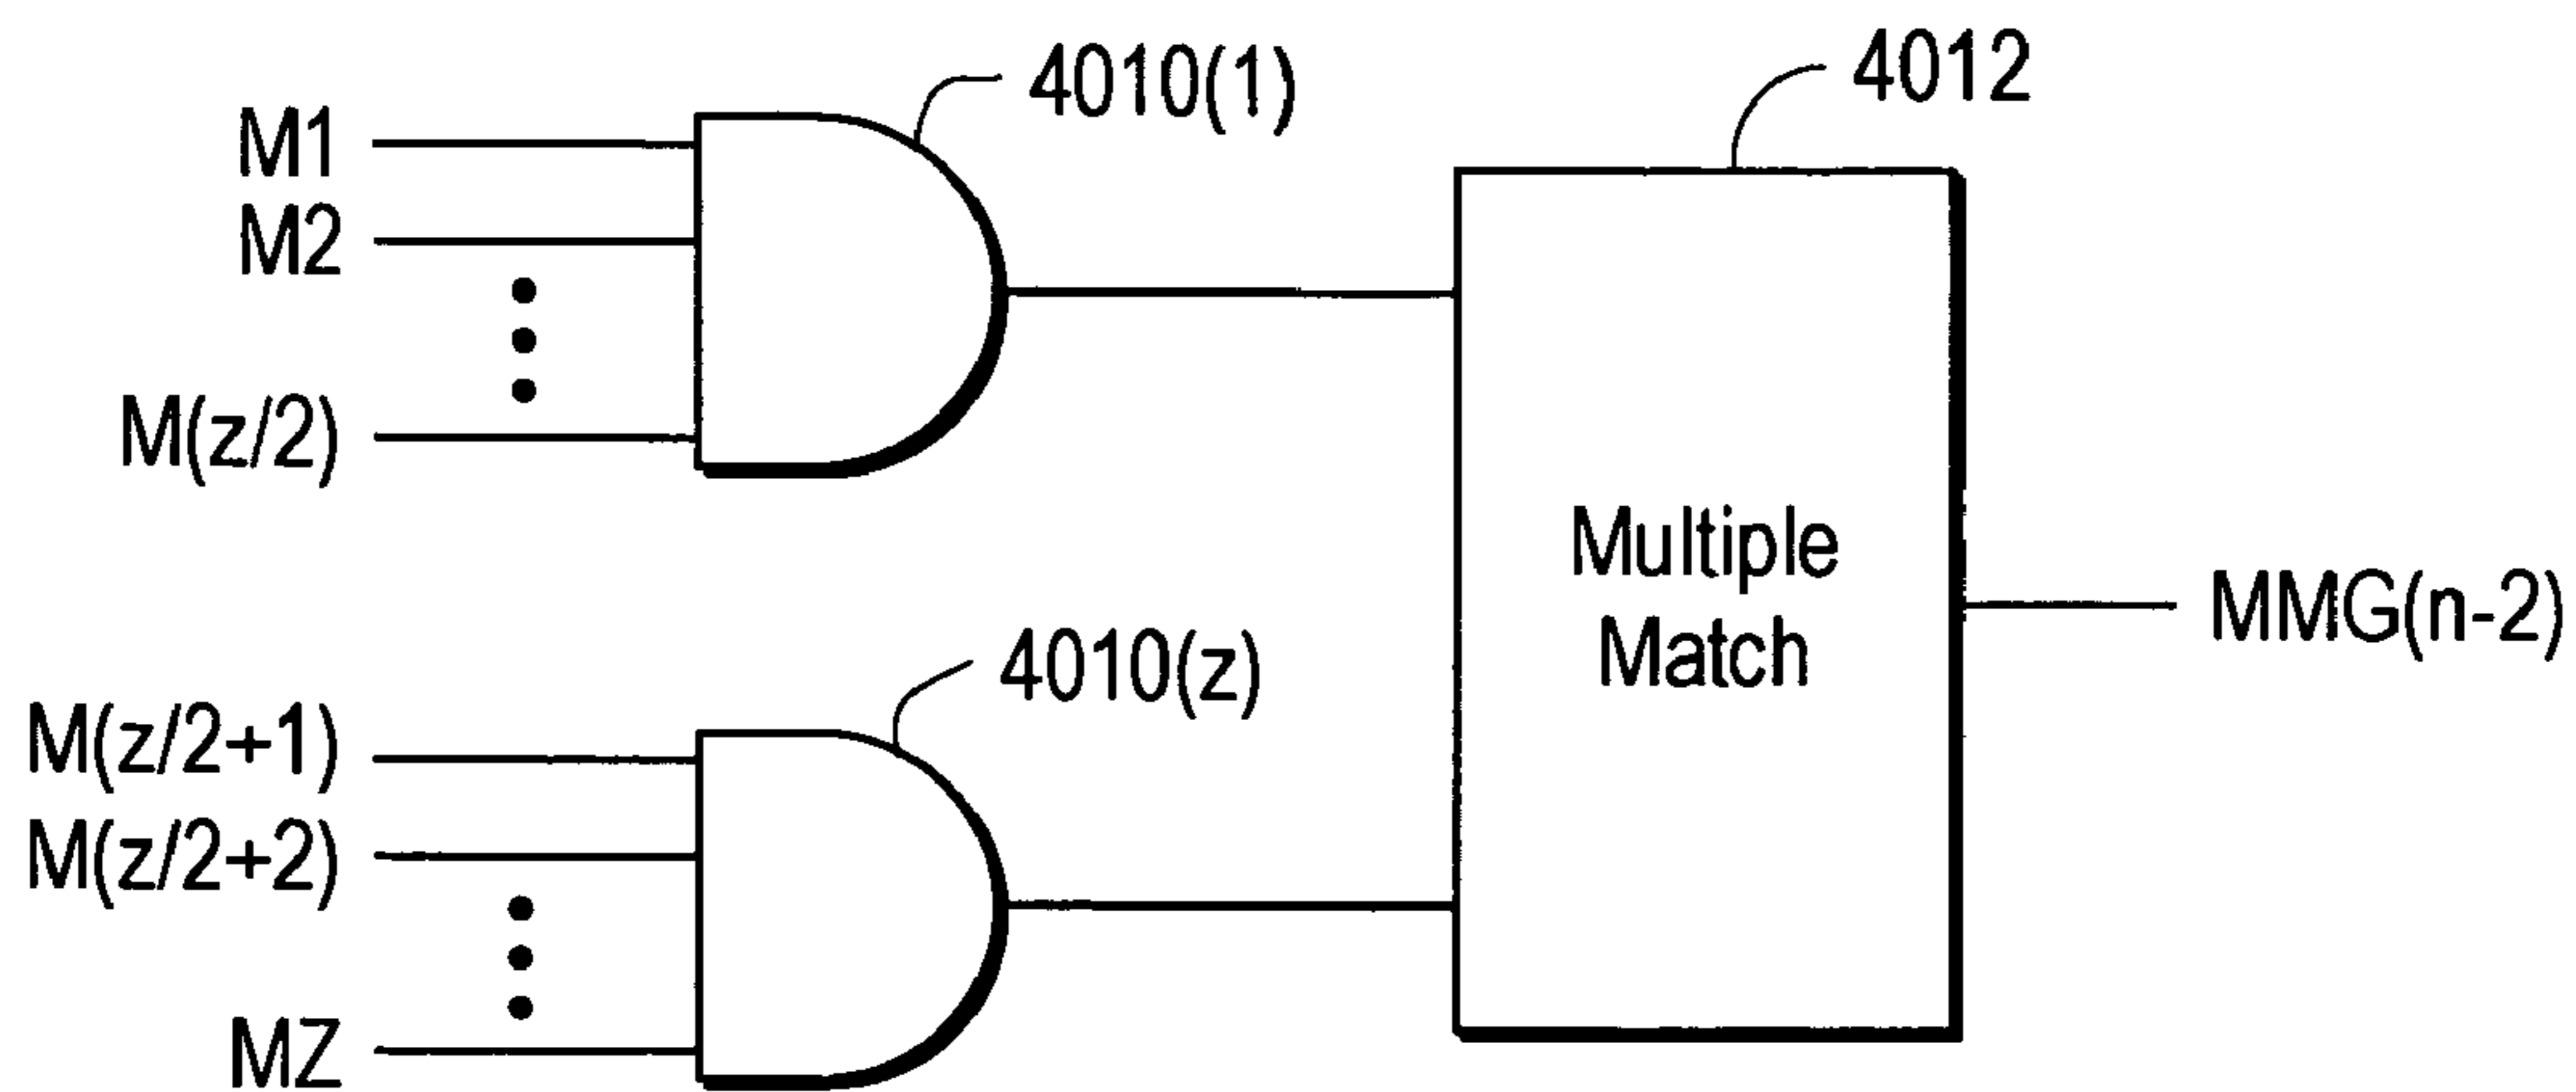 4010(1)
4012
M1
M2
M(z/2)
Multiple
Match
MMG(n-2)
4010(z)
M(z/2+1)
M(z/2+2)
MZ